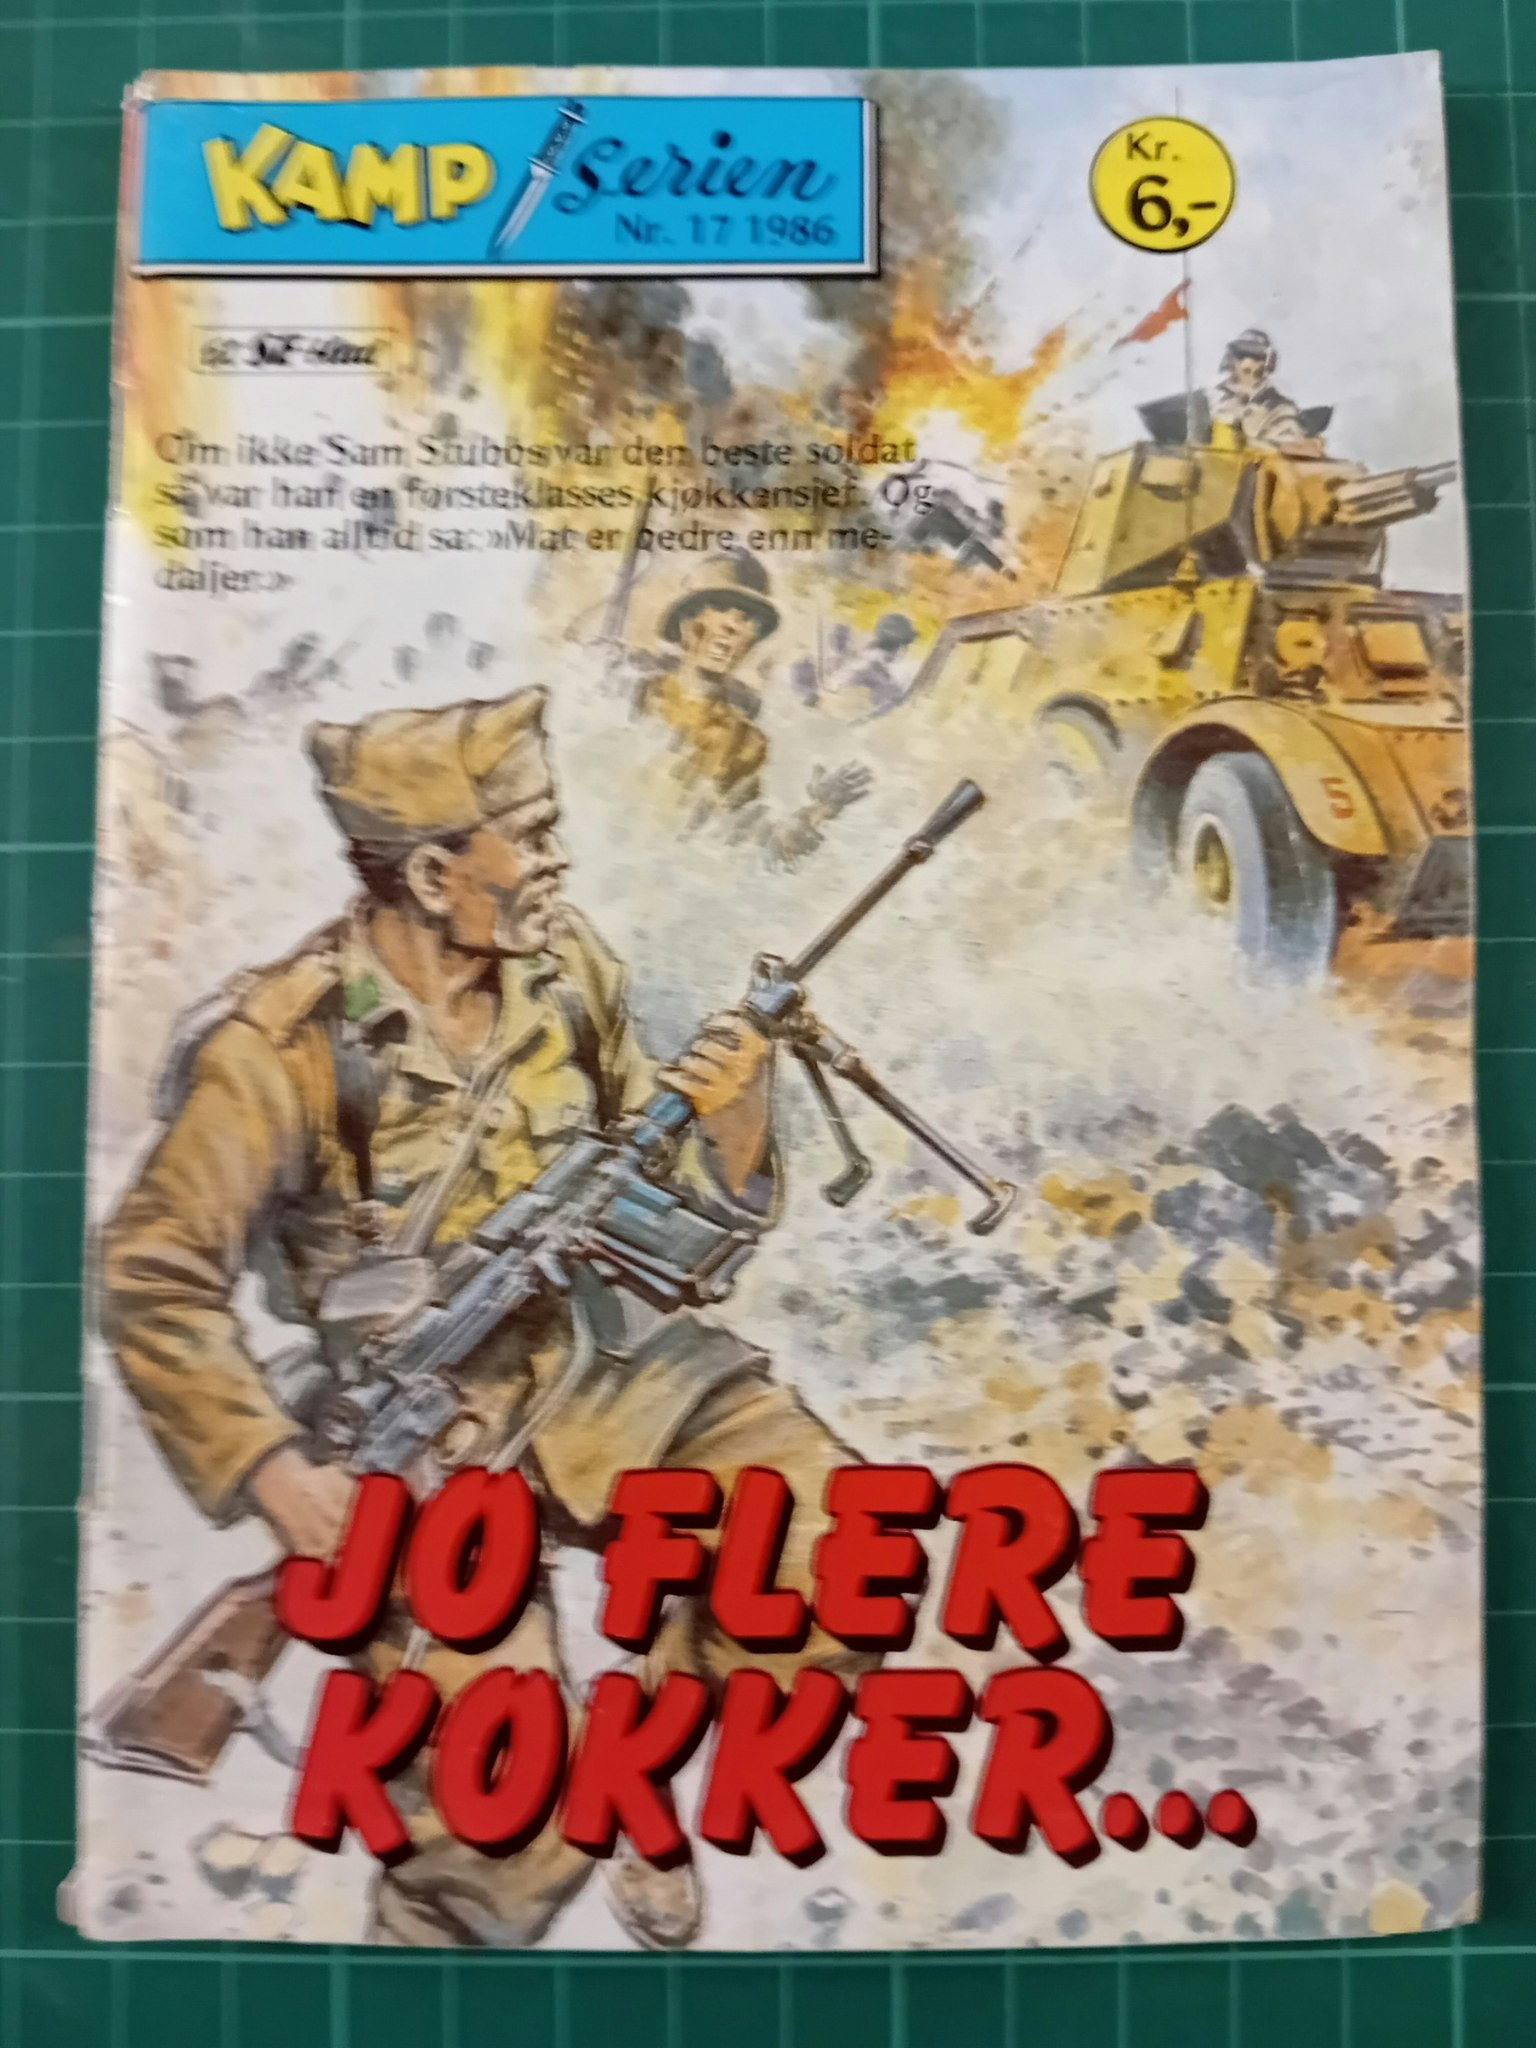 KAMP Serien
Nr. 17 1986
Kr.
6,-
Om ikke Sam Stubbs var den beste soldat,
så var han en førsteklasses kjøkkensjef. Og
som han alltid sa: »Mat er bedre enn me-
daljer.»
5
JO FLERE
KOKKER...